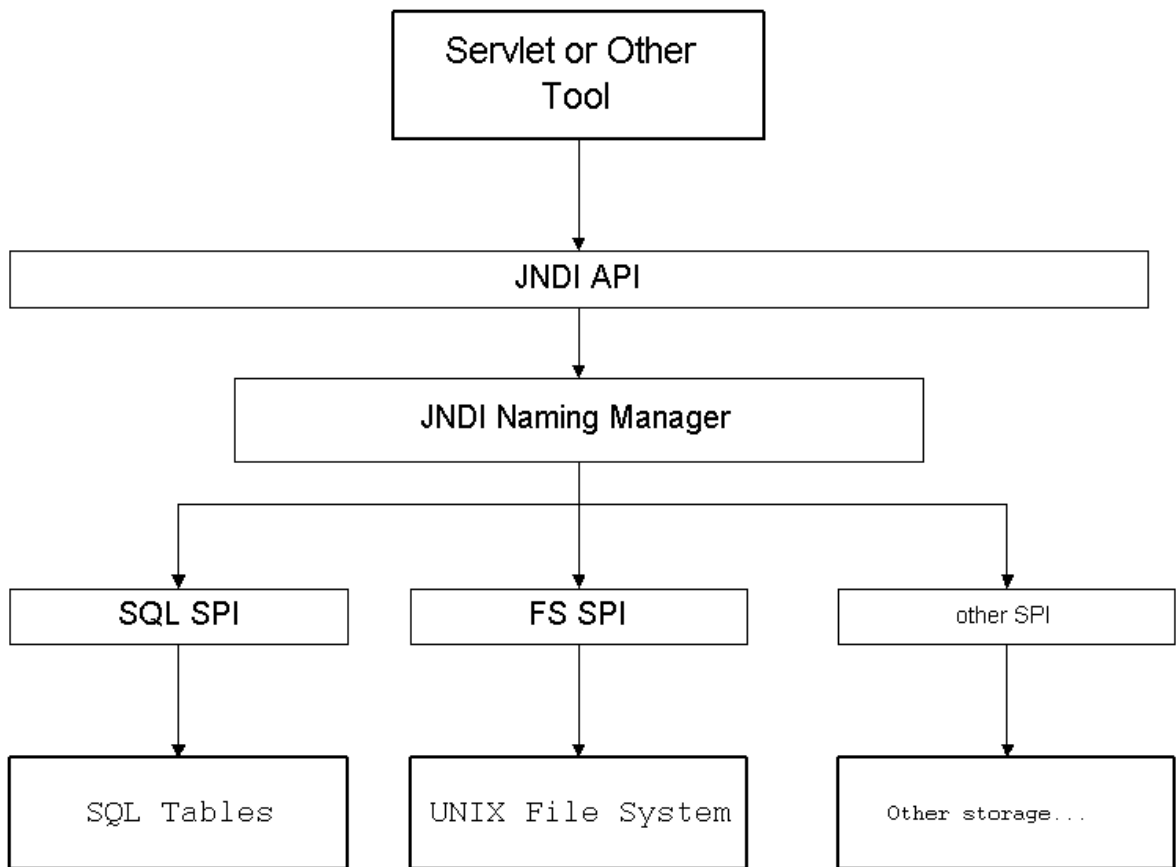 Servlet or Other
Tool
JNDI API
JNDI Naming Manager
SQL SPI
FS SPI
other SPI
SQL Tables
UNIX File System
Other storage...